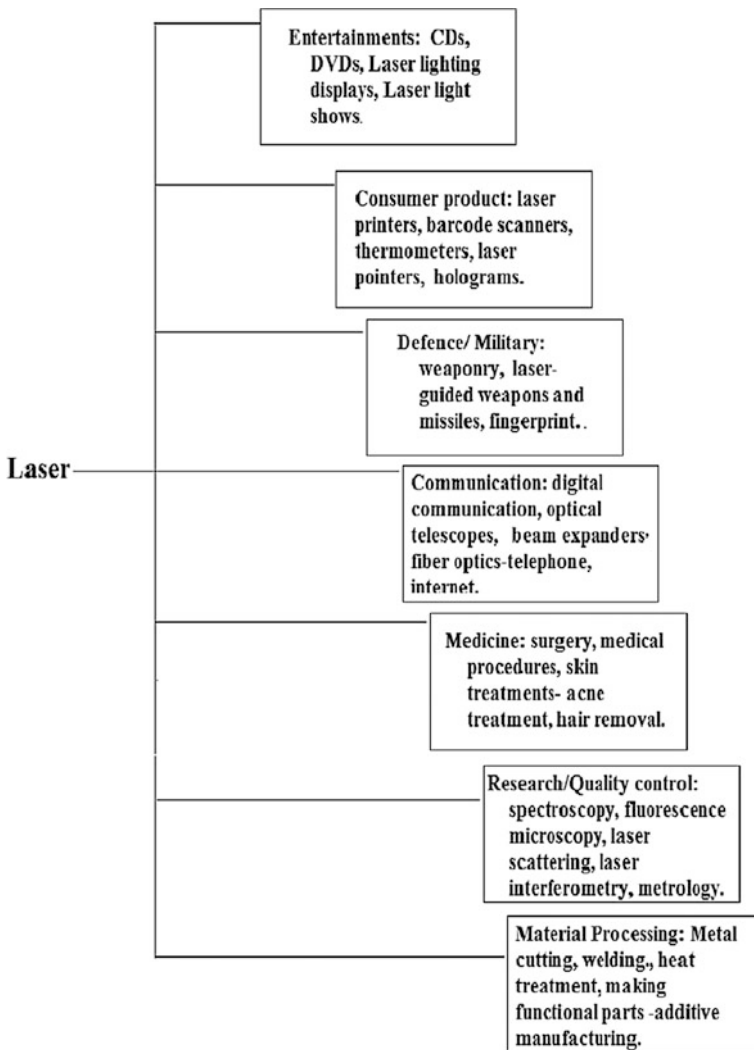 Entertainments: CDs,
DVDs, Laser lighting
displays, Laser light
shows.
Consumer product: laser
printers, barcode scanners,
thermometers, laser
pointers, holograms.
Defence/ Military:
weaponry, laser-
guided weapons and
missiles, fingerprint. .
Laser
Communication: digital
communication, optical
telescopes, beam expanders,
fiber optics-telephone,
internet.
Medicine: surgery, medical
procedures, skin
treatments- acne
treatment, hair removal.
Research/Quality control:
spectroscopy, fluorescence
microscopy, laser
scattering, laser
interferometry, metrology.
Material Processing: Metal
cutting, welding., heat
treatment, making
functional parts -additive
manufacturing.